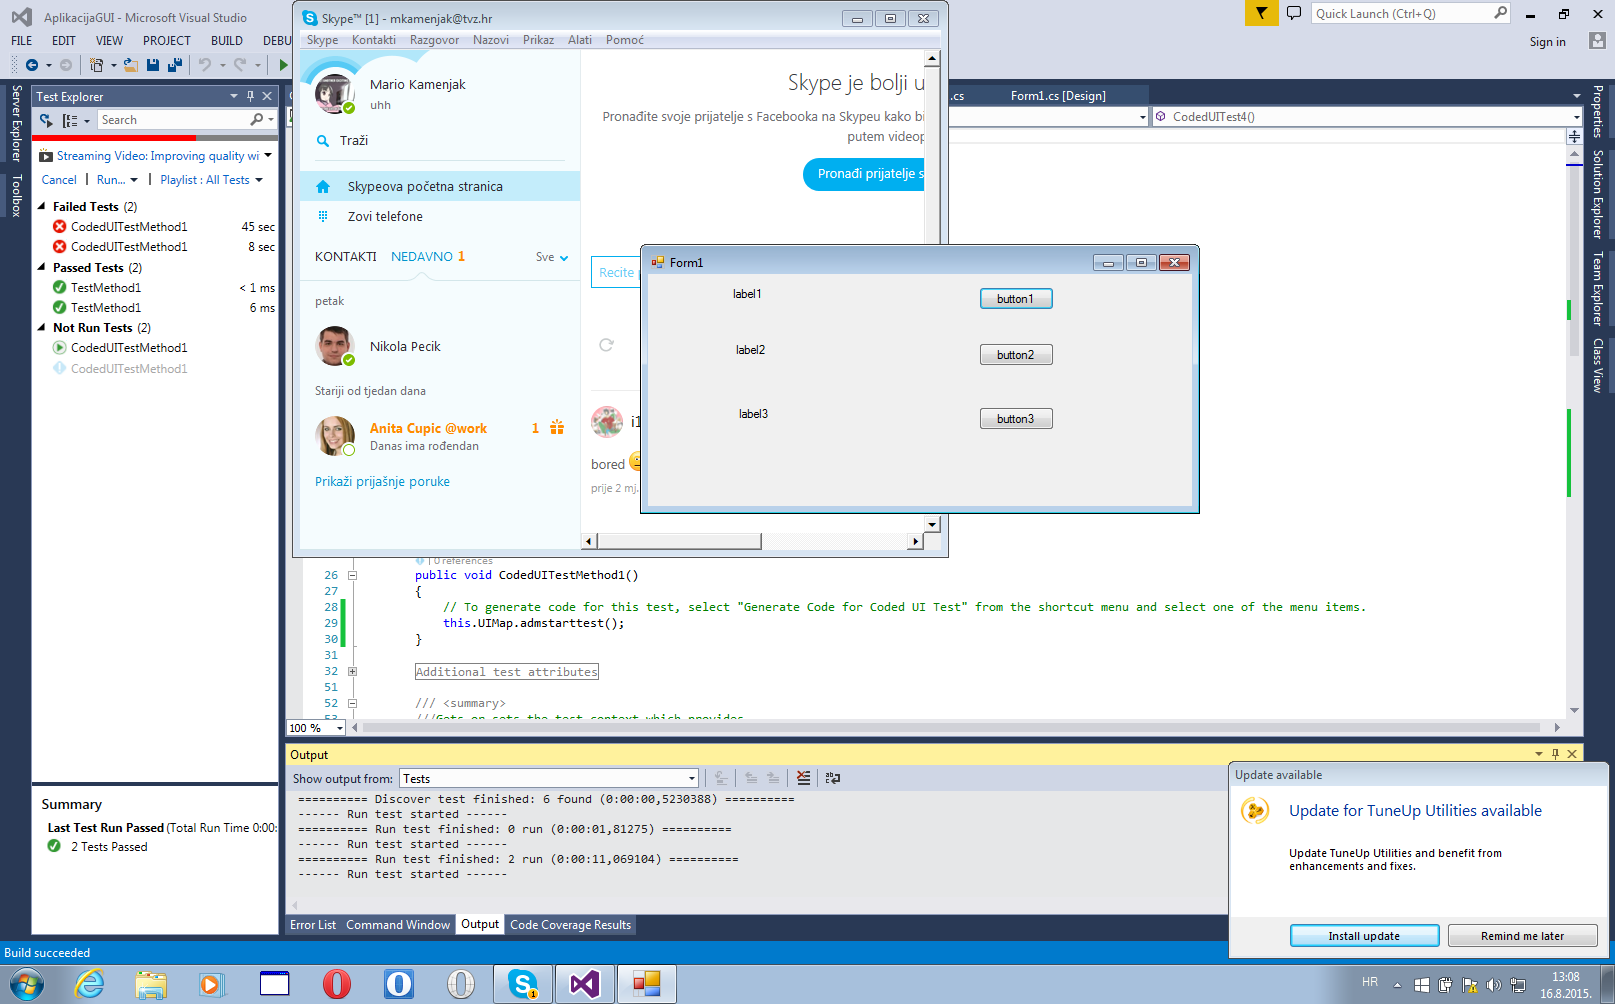 AplikacijaGUI - Microsoft Visual Studio
Quick Launch (Ctrl+Q)
FILE EDIT VIEW PROJECT BUILD DEBU
Sign in
Skype™ [1] - mkamenjak@tvz.hr
Skype Kontakti Razgovor Nazovi Prikaz Alati Pomoć
Mario Kamenjak
uhh
Traži
Skypeova početna stranica
Zovi telefone
KONTAKTI NEDAVNO 1 Sve
petak
Nikola Pecik
Stariji od tjedan dana
Anita Cupic @work 1
Danas ima rođendan
Prikaži prijašnje poruke
Skype je bolji u
Pronađite svoje prijatelje s Facebooka na Skypeu kako bi
putem videop
Pronađi prijatelje s
Recite
i1
bored
prije 2 mj.
Server Explorer
Toolbox
Test Explorer
Search
Streaming Video: Improving quality wi
Cancel | Run... | Playlist : All Tests
Failed Tests (2)
CodedUITestMethod1 45 sec
CodedUITestMethod1 8 sec
Passed Tests (2)
TestMethod1 < 1 ms
TestMethod1 6 ms
Not Run Tests (2)
CodedUITestMethod1
CodedUITestMethod1
Summary
Last Test Run Passed (Total Run Time 0:00:
2 Tests Passed
.cs Form1.cs [Design]
CodedUITest4()
Properties
Solution Explorer
Team Explorer
Class View
Form1
label1 button1
label2 button2
label3 button3
| 0 references
26 public void CodedUITestMethod1()
27 {
28 // To generate code for this test, select "Generate Code for Coded UI Test" from the shortcut menu and select one of the menu items.
29 this.UIMap.admstarttest();
30 }
31
32 Additional test attributes
51
52 /// <summary>
53 ///Gets or sets the test context which provides
100 %
Output
Show output from: Tests
========== Discover test finished: 6 found (0:00:00,5230388) ==========
------ Run test started ------
========== Run test finished: 0 run (0:00:01,81275) ==========
------ Run test started ------
========== Run test finished: 2 run (0:00:11,069104) ==========
------ Run test started ------
Error List Command Window Output Code Coverage Results
Build succeeded
Update available
Update for TuneUp Utilities available
Update TuneUp Utilities and benefit from
enhancements and fixes.
Install update Remind me later
1
HR
13:08
16.8.2015.